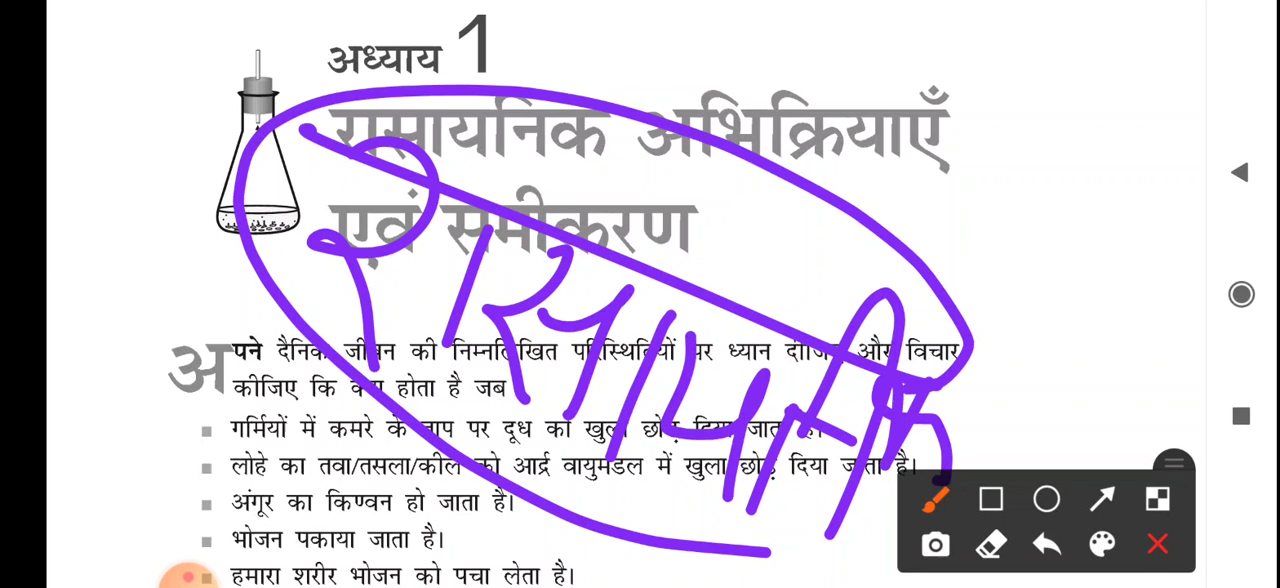 अध्याय 1
रासायनिक अभिक्रियाएँ
एवं समीकरण
रासायनिक
अपने दैनिक जीवन की निम्नलिखित परिस्थितियों पर ध्यान दीजिए और विचार
कीजिए कि क्या होता है जब
गर्मियों में कमरे के ताप पर दूध को खुला छोड़ दिया जाता है।
लोहे का तवा/तसला/कील को आर्द्र वायुमंडल में खुला छोड़ दिया जाता है।
अंगूर का किण्वन हो जाता है।
भोजन पकाया जाता है।
हमारा शरीर भोजन को पचा लेता है।